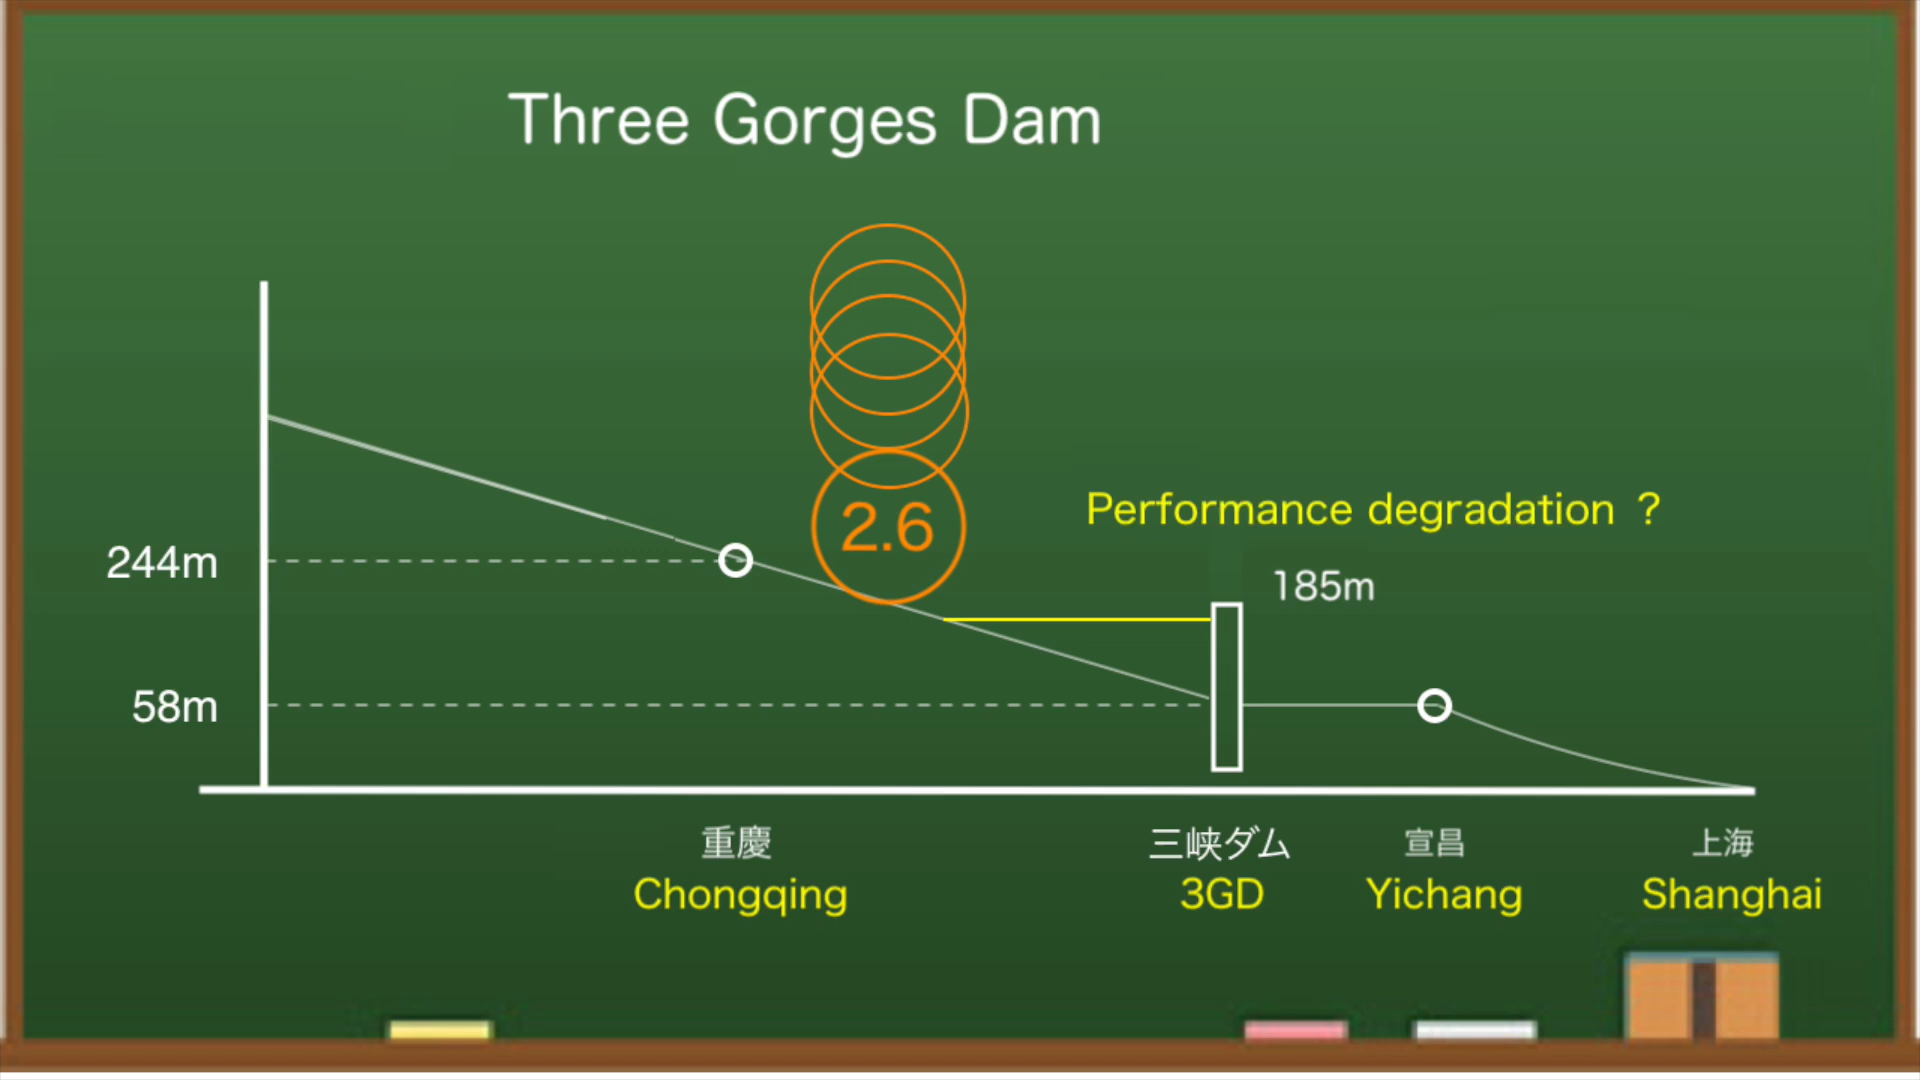 Three Gorges Dam
2.6
Performance degradation ?
244m
185m
58m
重慶
三峡ダム
宣昌
上海
Chongqing
3GD
Yichang
Shanghai